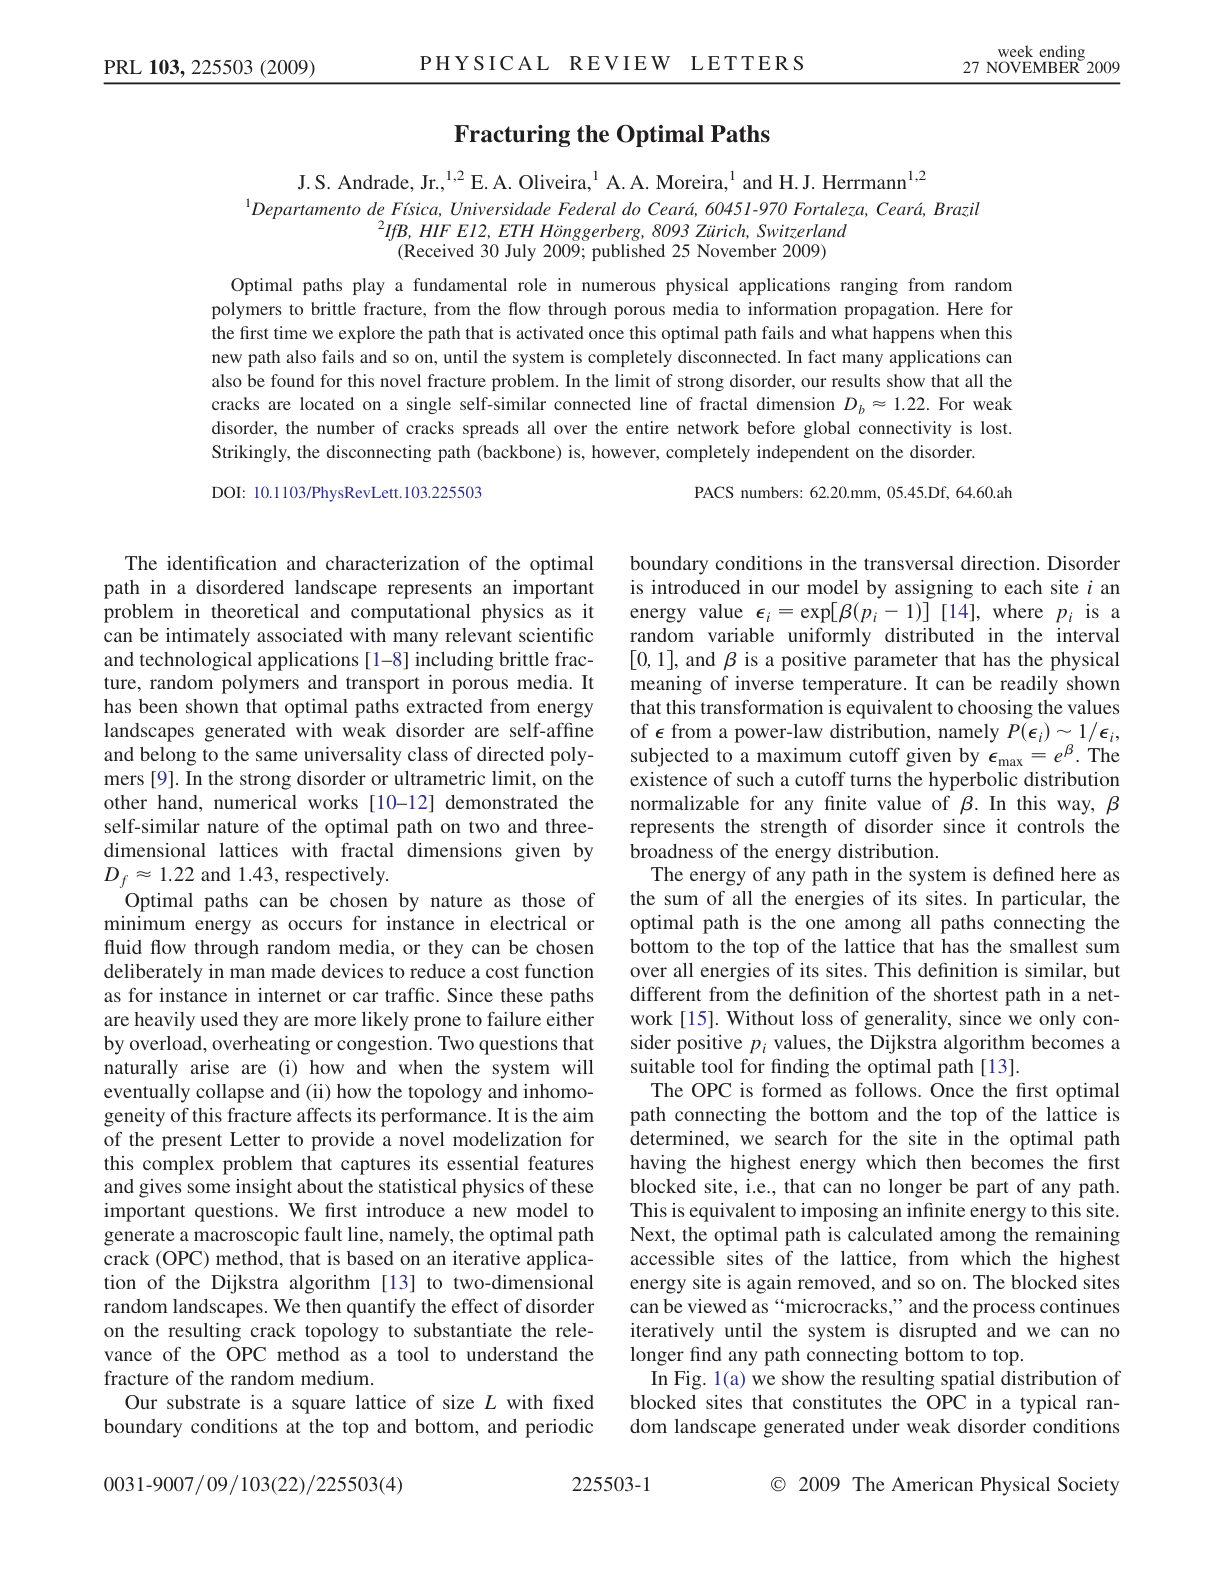 PRL 103, 225503 (2009)
PHYSICAL REVIEW LETTERS
week ending
27 NOVEMBER 2009
Fracturing the Optimal Paths
J. S. Andrade, Jr.,1,2 E. A. Oliveira,1 A. A. Moreira,1 and H. J. Herrmann1,2
1Departamento de Física, Universidade Federal do Ceará, 60451-970 Fortaleza, Ceará, Brazil
2IfB, HIF E12, ETH Hönggerberg, 8093 Zürich, Switzerland
(Received 30 July 2009; published 25 November 2009)
Optimal paths play a fundamental role in numerous physical applications ranging from random
polymers to brittle fracture, from the flow through porous media to information propagation. Here for
the first time we explore the path that is activated once this optimal path fails and what happens when this
new path also fails and so on, until the system is completely disconnected. In fact many applications can
also be found for this novel fracture problem. In the limit of strong disorder, our results show that all the
cracks are located on a single self-similar connected line of fractal dimension D_b ≈ 1.22. For weak
disorder, the number of cracks spreads all over the entire network before global connectivity is lost.
Strikingly, the disconnecting path (backbone) is, however, completely independent on the disorder.
DOI: 10.1103/PhysRevLett.103.225503
PACS numbers: 62.20.mm, 05.45.Df, 64.60.ah
The identification and characterization of the optimal
path in a disordered landscape represents an important
problem in theoretical and computational physics as it
can be intimately associated with many relevant scientific
and technological applications [1–8] including brittle frac-
ture, random polymers and transport in porous media. It
has been shown that optimal paths extracted from energy
landscapes generated with weak disorder are self-affine
and belong to the same universality class of directed poly-
mers [9]. In the strong disorder or ultrametric limit, on the
other hand, numerical works [10–12] demonstrated the
self-similar nature of the optimal path on two and three-
dimensional lattices with fractal dimensions given by
D_f ≈ 1.22 and 1.43, respectively.
Optimal paths can be chosen by nature as those of
minimum energy as occurs for instance in electrical or
fluid flow through random media, or they can be chosen
deliberately in man made devices to reduce a cost function
as for instance in internet or car traffic. Since these paths
are heavily used they are more likely prone to failure either
by overload, overheating or congestion. Two questions that
naturally arise are (i) how and when the system will
eventually collapse and (ii) how the topology and inhomo-
geneity of this fracture affects its performance. It is the aim
of the present Letter to provide a novel modelization for
this complex problem that captures its essential features
and gives some insight about the statistical physics of these
important questions. We first introduce a new model to
generate a macroscopic fault line, namely, the optimal path
crack (OPC) method, that is based on an iterative applica-
tion of the Dijkstra algorithm [13] to two-dimensional
random landscapes. We then quantify the effect of disorder
on the resulting crack topology to substantiate the rele-
vance of the OPC method as a tool to understand the
fracture of the random medium.
Our substrate is a square lattice of size L with fixed
boundary conditions at the top and bottom, and periodic
boundary conditions in the transversal direction. Disorder
is introduced in our model by assigning to each site i an
energy value ϵ_i = exp[β(p_i − 1)] [14], where p_i is a
random variable uniformly distributed in the interval
[0, 1], and β is a positive parameter that has the physical
meaning of inverse temperature. It can be readily shown
that this transformation is equivalent to choosing the values
of ϵ from a power-law distribution, namely P(ϵ_i) ~ 1/ϵ_i,
subjected to a maximum cutoff given by ϵ_max = e^β. The
existence of such a cutoff turns the hyperbolic distribution
normalizable for any finite value of β. In this way, β
represents the strength of disorder since it controls the
broadness of the energy distribution.
The energy of any path in the system is defined here as
the sum of all the energies of its sites. In particular, the
optimal path is the one among all paths connecting the
bottom to the top of the lattice that has the smallest sum
over all energies of its sites. This definition is similar, but
different from the definition of the shortest path in a net-
work [15]. Without loss of generality, since we only con-
sider positive p_i values, the Dijkstra algorithm becomes a
suitable tool for finding the optimal path [13].
The OPC is formed as follows. Once the first optimal
path connecting the bottom and the top of the lattice is
determined, we search for the site in the optimal path
having the highest energy which then becomes the first
blocked site, i.e., that can no longer be part of any path.
This is equivalent to imposing an infinite energy to this site.
Next, the optimal path is calculated among the remaining
accessible sites of the lattice, from which the highest
energy site is again removed, and so on. The blocked sites
can be viewed as “microcracks,” and the process continues
iteratively until the system is disrupted and we can no
longer find any path connecting bottom to top.
In Fig. 1(a) we show the resulting spatial distribution of
blocked sites that constitutes the OPC in a typical ran-
dom landscape generated under weak disorder conditions
0031-9007/09/103(22)/225503(4)
225503-1
© 2009 The American Physical Society